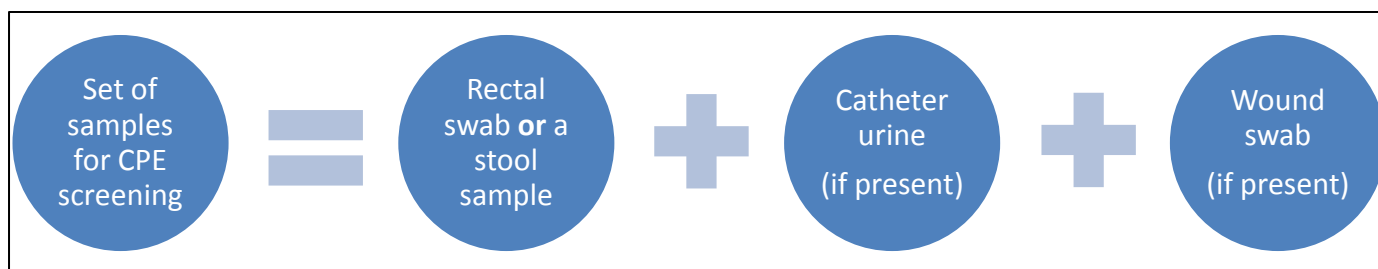 Set of
samples
for CPE
screening
Rectal
swab or a
stool
sample
Catheter
urine
(if present)
Wound
swab
(if present)